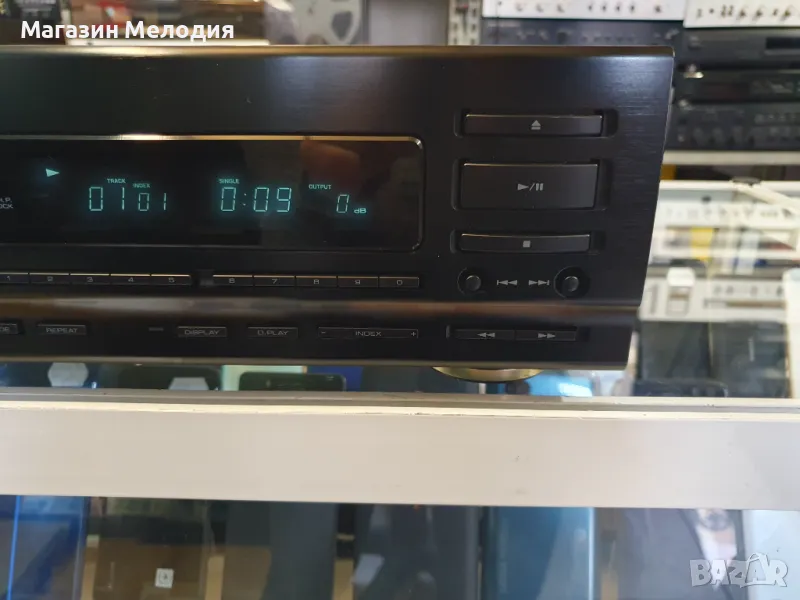 Магазин Мелодия
TRACK INDEX SINGLE OUTPUT
01 01 0:09 0 dB
1 2 3 4 5 6 7 8 9 0
REPEAT DISPLAY D.PLAY - INDEX +
BAZAR